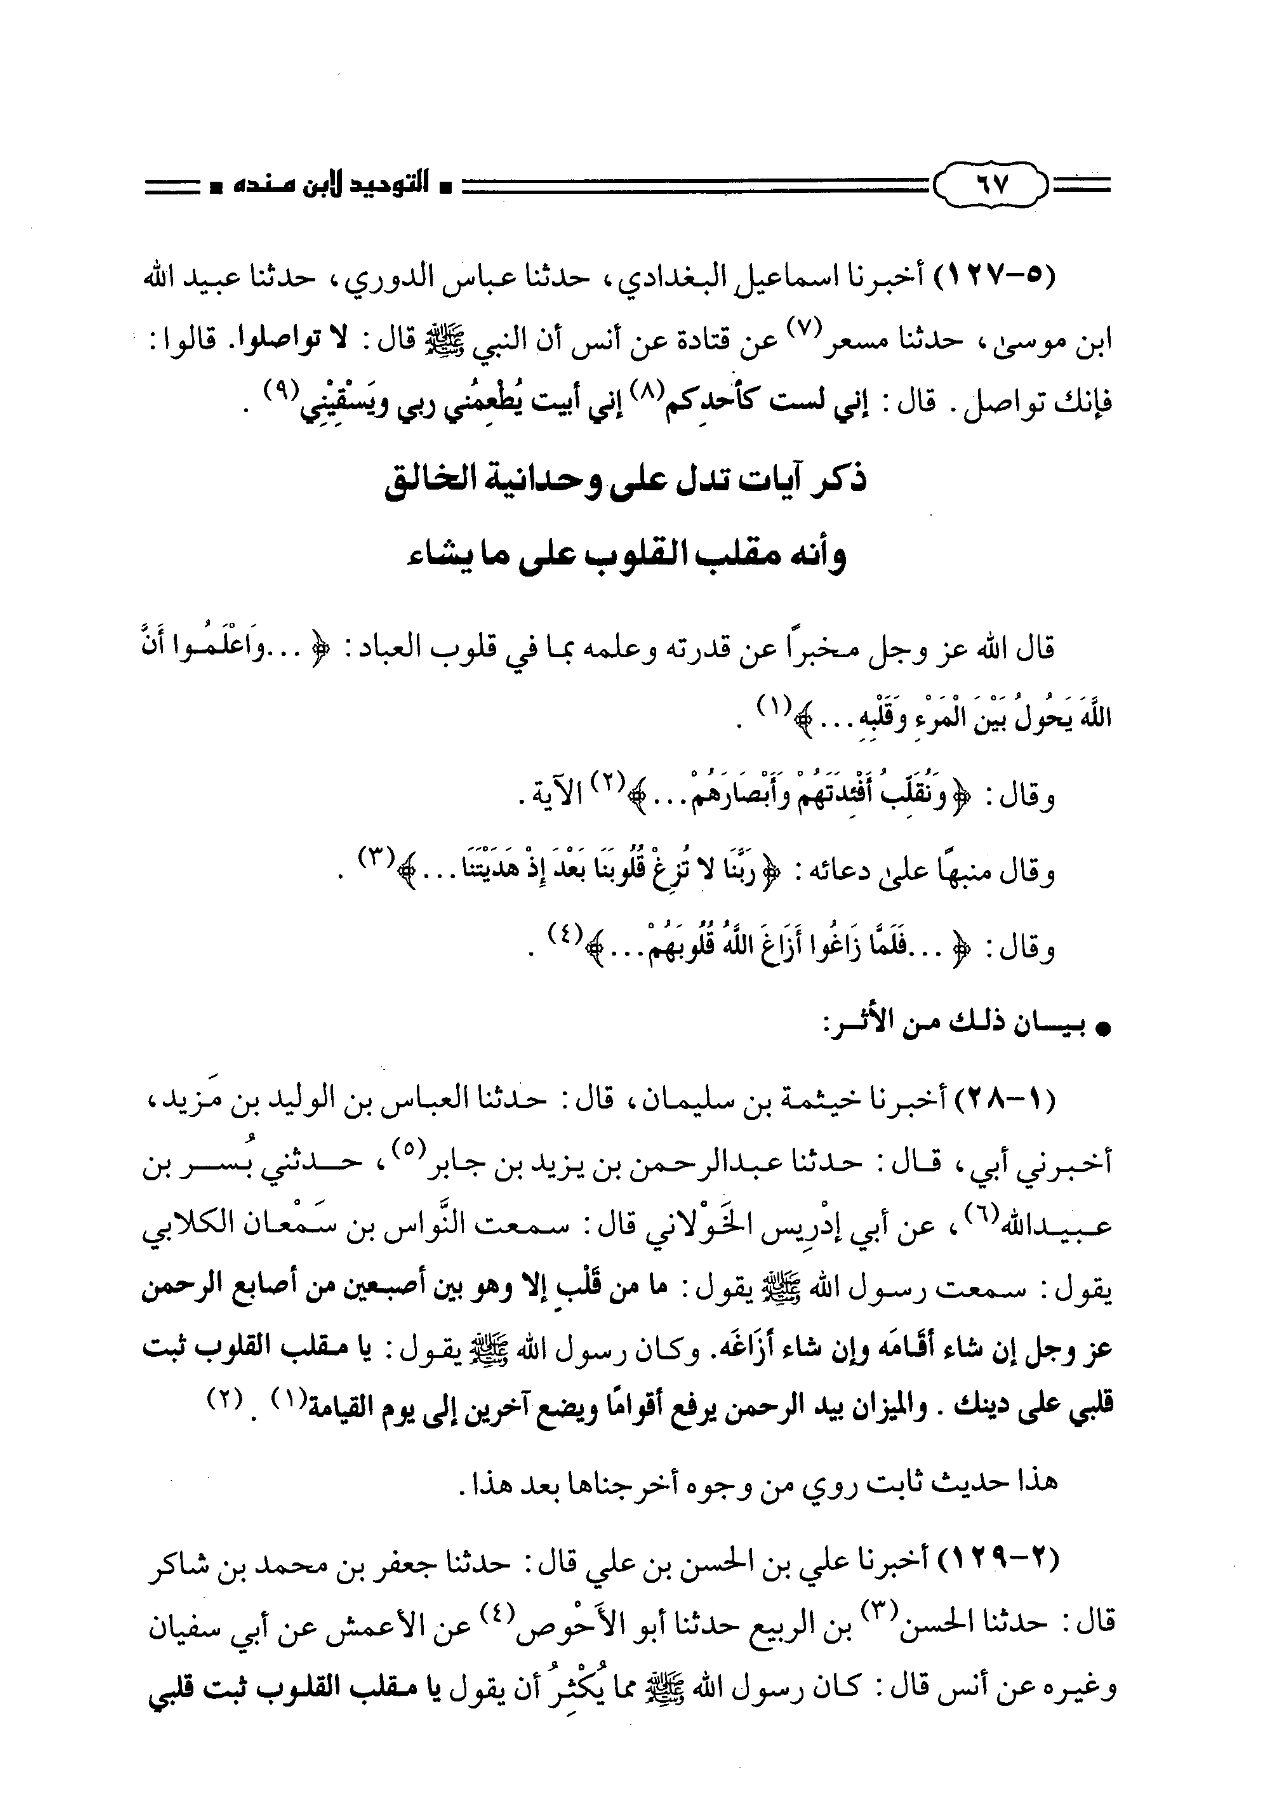 ٦٧ ■ التوحيد لابن منده ■
(٥-١٢٧) أخبرنا اسماعيل البغدادي، حدثنا عباس الدوري، حدثنا عبيد الله
ابن موسىٰ، حدثنا مسعر(٧) عن قتادة عن أنس أن النبي ﷺ قال: لا تواصلوا. قالوا:
فإنك تواصل. قال: إني لست كأحدِكم(٨) إني أبيت يُطْعِمُني ربي ويَسْقِيْنِي(٩).
ذكر آيات تدل على وحدانية الخالق
وأنه مقلب القلوب على ما يشاء
قال الله عز وجل مخبرًا عن قدرته وعلمه بما في قلوب العباد: ﴿...وَاعْلَمُوا أَنَّ
اللَّهَ يَحُولُ بَيْنَ الْمَرْءِ وَقَلْبِهِ...﴾(١).
وقال: ﴿وَنُقَلِّبُ أَفْئِدَتَهُمْ وَأَبْصَارَهُمْ...﴾(٢) الآية.
وقال منبهًا علىٰ دعائه: ﴿رَبَّنَا لا تُزِغْ قُلُوبَنَا بَعْدَ إِذْ هَدَيْتَنَا...﴾(٣).
وقال: ﴿...فَلَمَّا زَاغُوا أَزَاغَ اللَّهُ قُلُوبَهُمْ...﴾(٤).
● بيان ذلك من الأثر:
(١-٢٨) أخبرنا خيثمة بن سليمان، قال: حدثنا العباس بن الوليد بن مَزيد،
أخبرني أبي، قال: حدثنا عبدالرحمن بن يزيد بن جابر(٥)، حدثني بُسر بن
عبيدالله(٦)، عن أبي إدْرِيس الخَوْلاني قال: سمعت النَّواس بن سَمْعان الكلابي
يقول: سمعت رسول الله ﷺ يقول: ما من قَلْبٍ إلا وهو بين أصبعين من أصابع الرحمن
عز وجل إن شاء أقَامَه وإن شاء أزَاغَه. وكان رسول الله ﷺ يقول: يا مقلب القلوب ثبت
قلبي على دينك. والميزان بيد الرحمن يرفع أقوامًا ويضع آخرين إلى يوم القيامة(١). (٢)
هذا حديث ثابت روي من وجوه أخرجناها بعد هذا.
(٢-١٢٩) أخبرنا علي بن الحسن بن علي قال: حدثنا جعفر بن محمد بن شاكر
قال: حدثنا الحسن(٣) بن الربيع حدثنا أبو الأَحْوص(٤) عن الأعمش عن أبي سفيان
وغيره عن أنس قال: كان رسول الله ﷺ مما يُكْثِرُ أن يقول يا مقلب القلوب ثبت قلبي